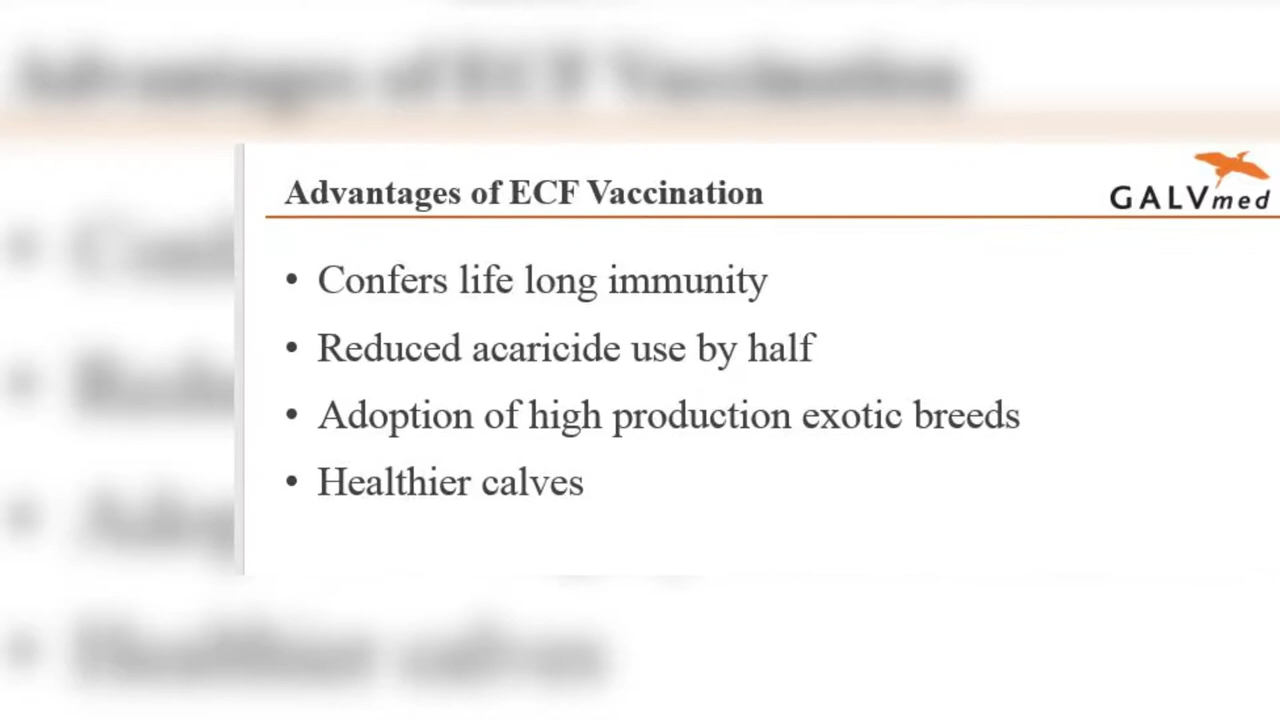 Advantages of ECF Vaccination
GALVmed
• Confers life long immunity
• Reduced acaricide use by half
• Adoption of high production exotic breeds
• Healthier calves